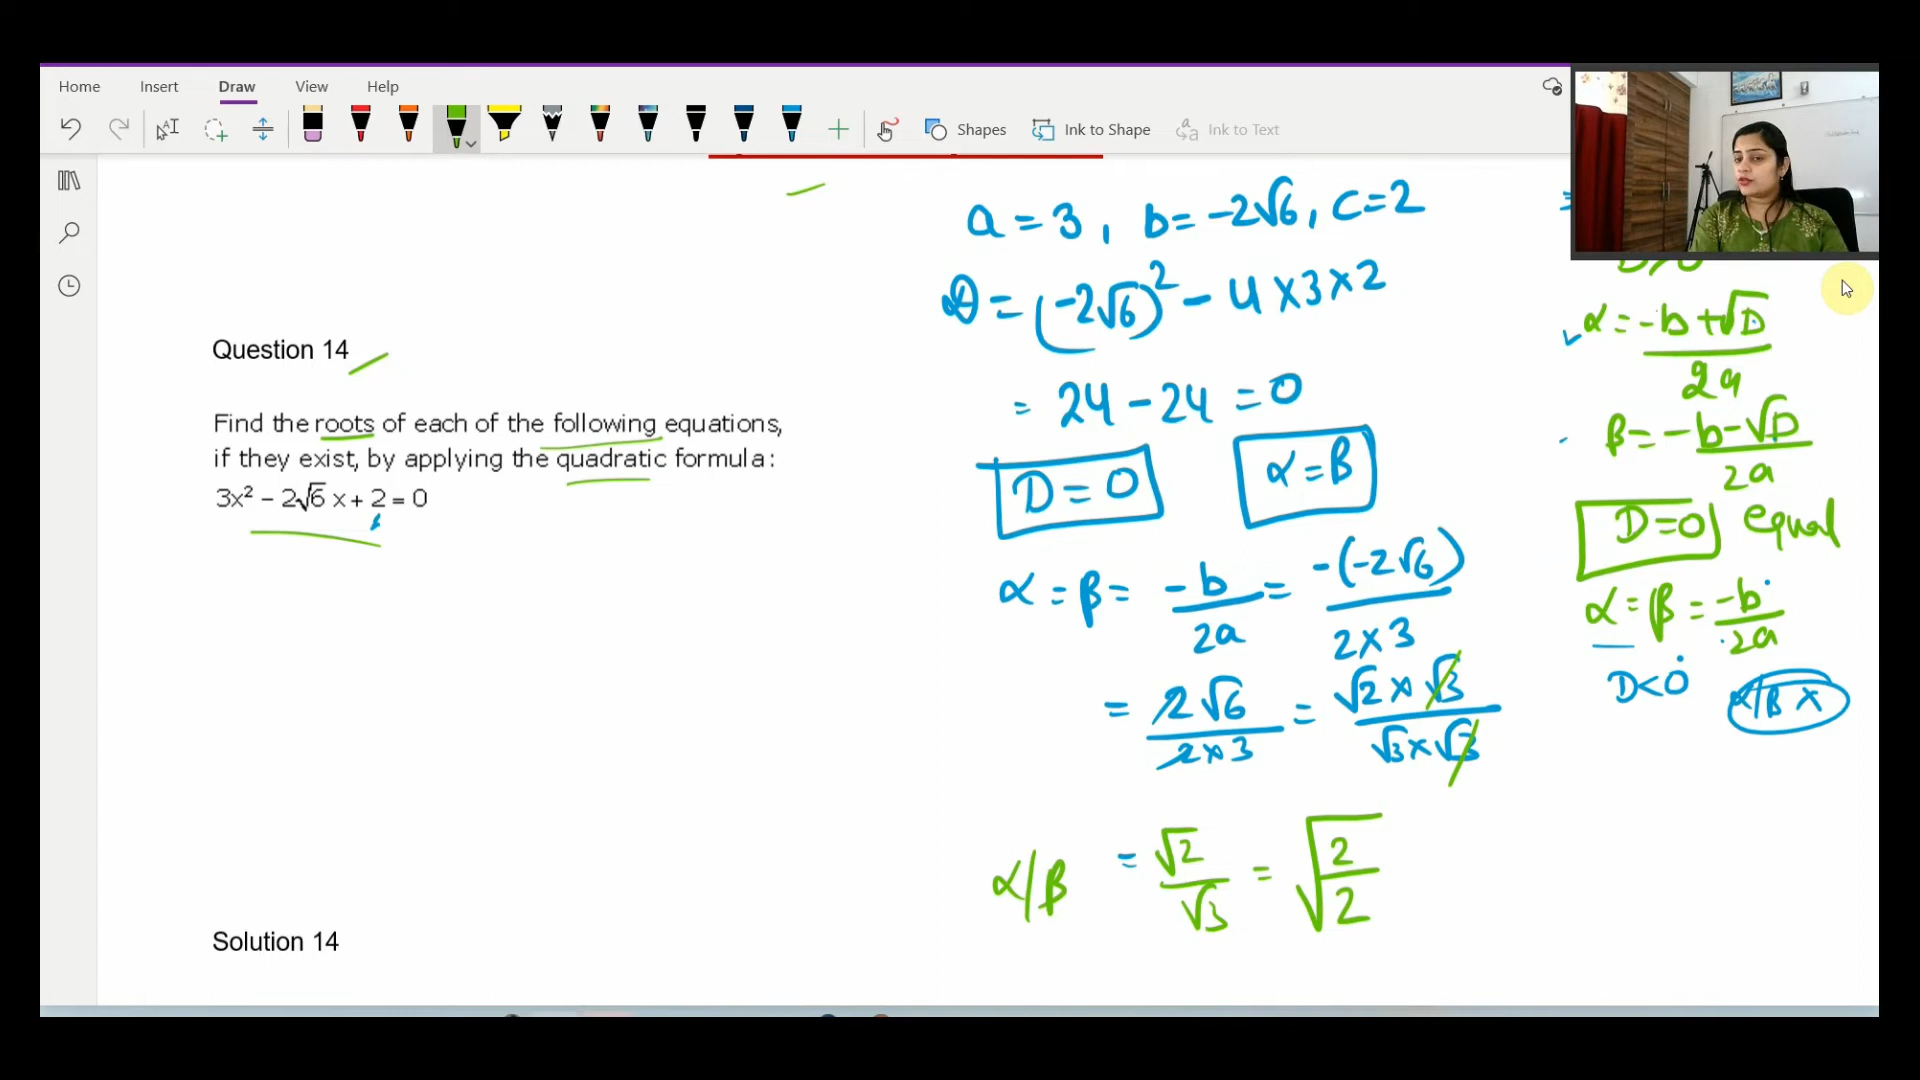 Home Insert Draw View Help
Shapes Ink to Shape Ink to Text
Question 14
Find the roots of each of the following equations,
if they exist, by applying the quadratic formula:
3x² − 2√6 x + 2 = 0
Solution 14
a = 3, b = -2√6, c = 2
D = (-2√6)² - 4 × 3 × 2
= 24 - 24 = 0
D = 0 α = β
α = β = -b/2a = -(-2√6)/2×3
= 2√6/2×3 = √2 × √3/√3 × √3
α/β = √2/√3 = √(2/2)
α = -b + √D/2a
β = -b - √D/2a
D = 0 equal
α = β = -b/2a
D < 0 α/β ×